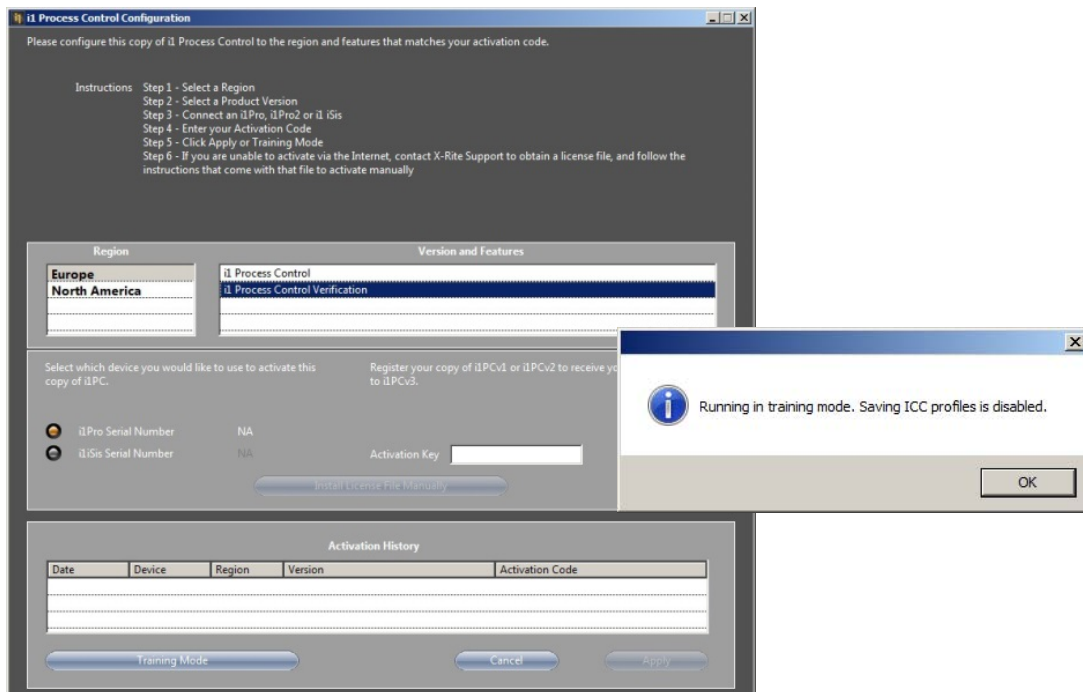 i1 Process Control Configuration
Please configure this copy of i1 Process Control to the region and features that matches your activation code.
Instructions Step 1 - Select a Region
Step 2 - Select a Product Version
Step 3 - Connect an i1Pro, i1Pro2 or i1 iSis
Step 4 - Enter your Activation Code
Step 5 - Click Apply or Training Mode
Step 6 - If you are unable to activate via the Internet, contact X-Rite Support to obtain a license file, and follow the
instructions that come with that file to activate manually
Region Version and Features
Europe i1 Process Control
North America i1 Process Control Verification
Select which device you would like to use to activate this
copy of i1PC.
Register your copy of i1PCv1 or i1PCv2 to receive
to i1PCv3.
i1Pro Serial Number NA
i1iSis Serial Number NA Activation Key
Install License File Manually
Running in training mode. Saving ICC profiles is disabled.
OK
Activation History
Date Device Region Version Activation Code
Training Mode Cancel Apply